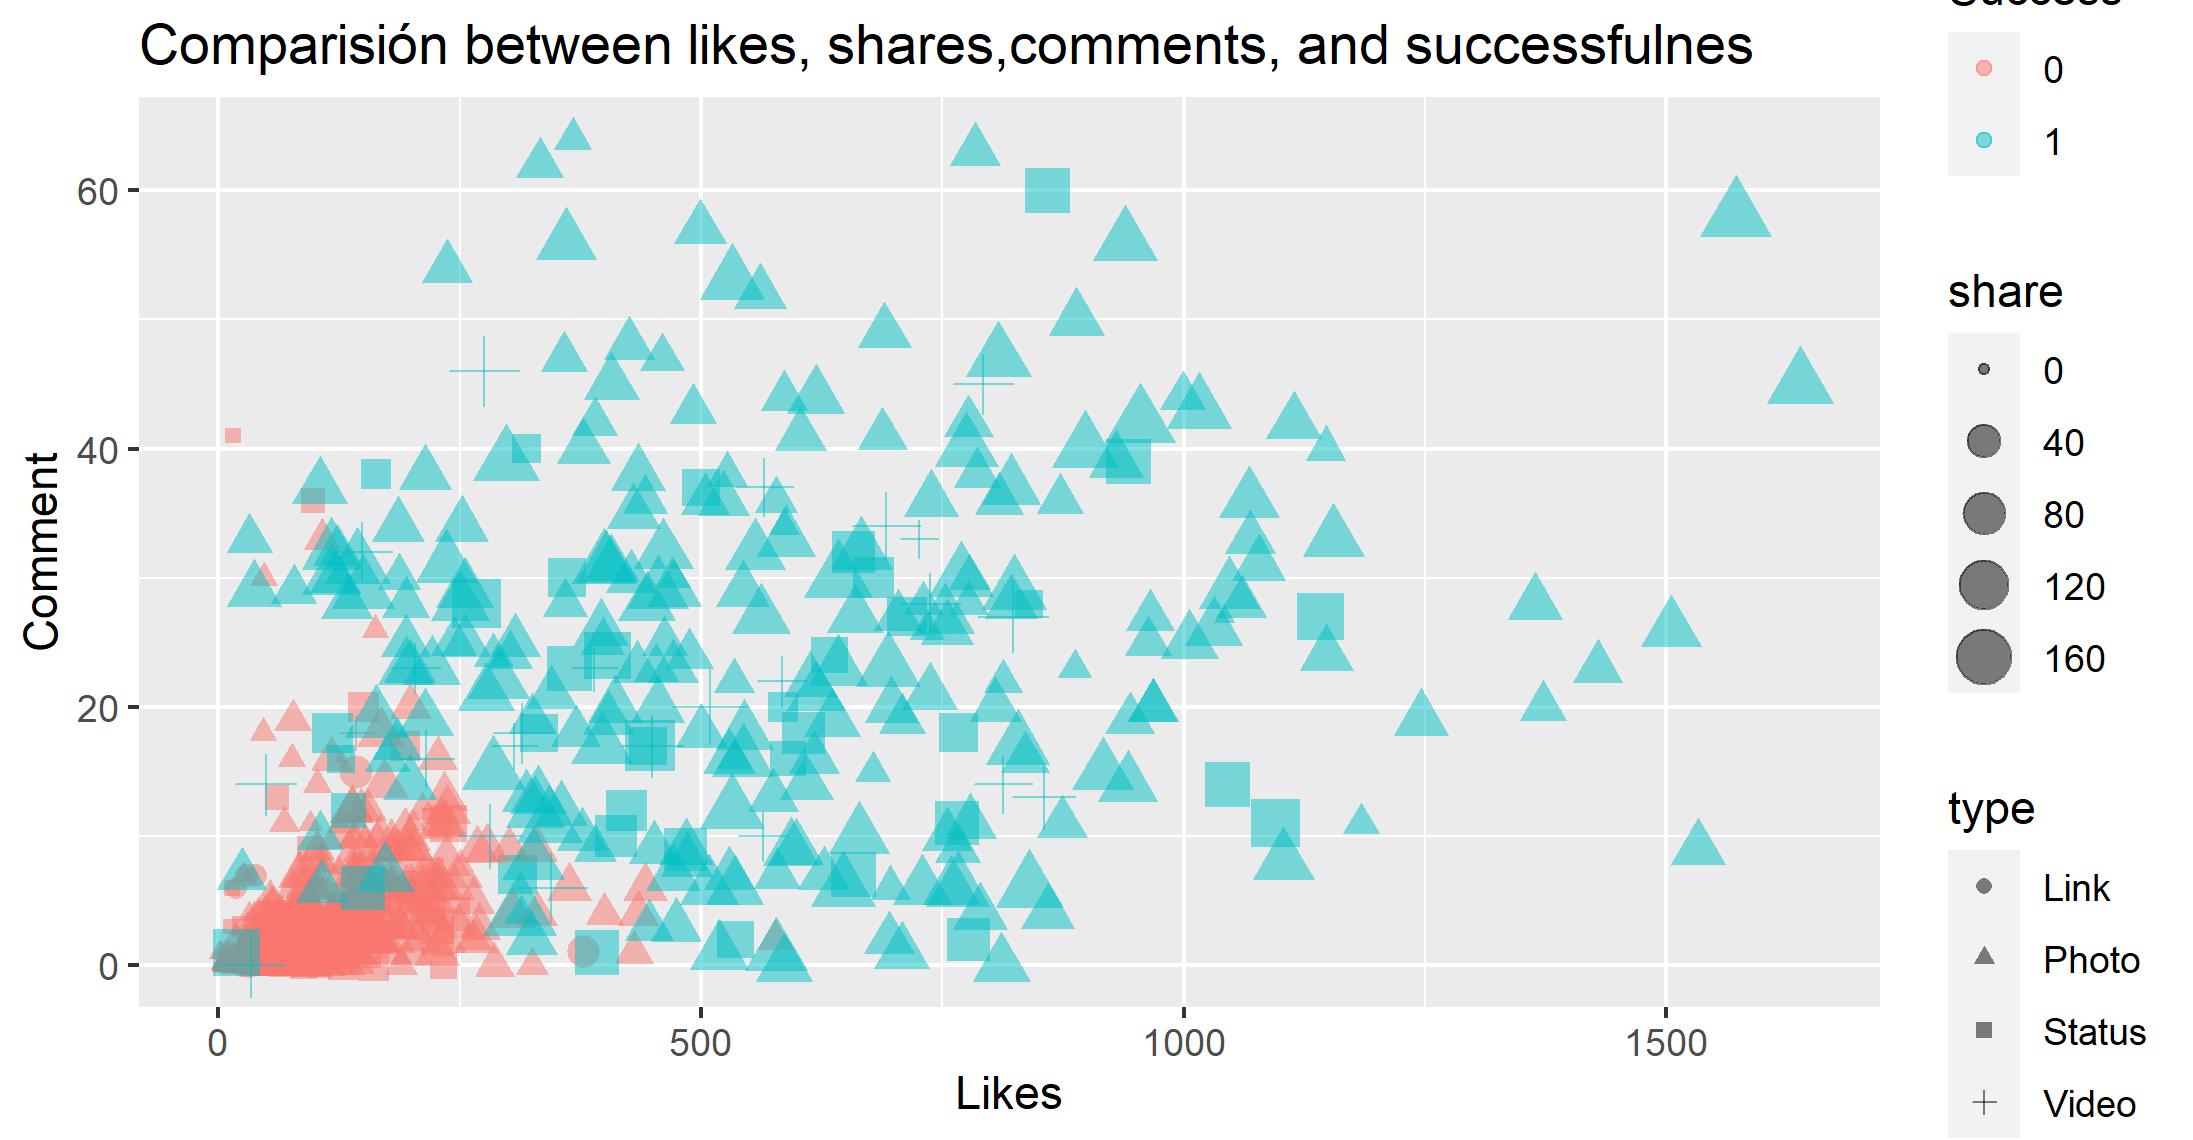 Comparisión between likes, shares,comments, and successfulnes
Success
0
1
share
0
40
80
120
160
type
Link
Photo
Status
Video
60
40
20
0
Comment
0
500
1000
1500
Likes